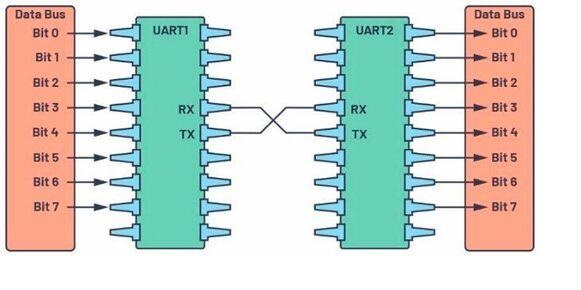 Data Bus
Bit 0
Bit 1
Bit 2
Bit 3
Bit 4
Bit 5
Bit 6
Bit 7
UART1
RX
TX
UART2
RX
TX
Data Bus
Bit 0
Bit 1
Bit 2
Bit 3
Bit 4
Bit 5
Bit 6
Bit 7